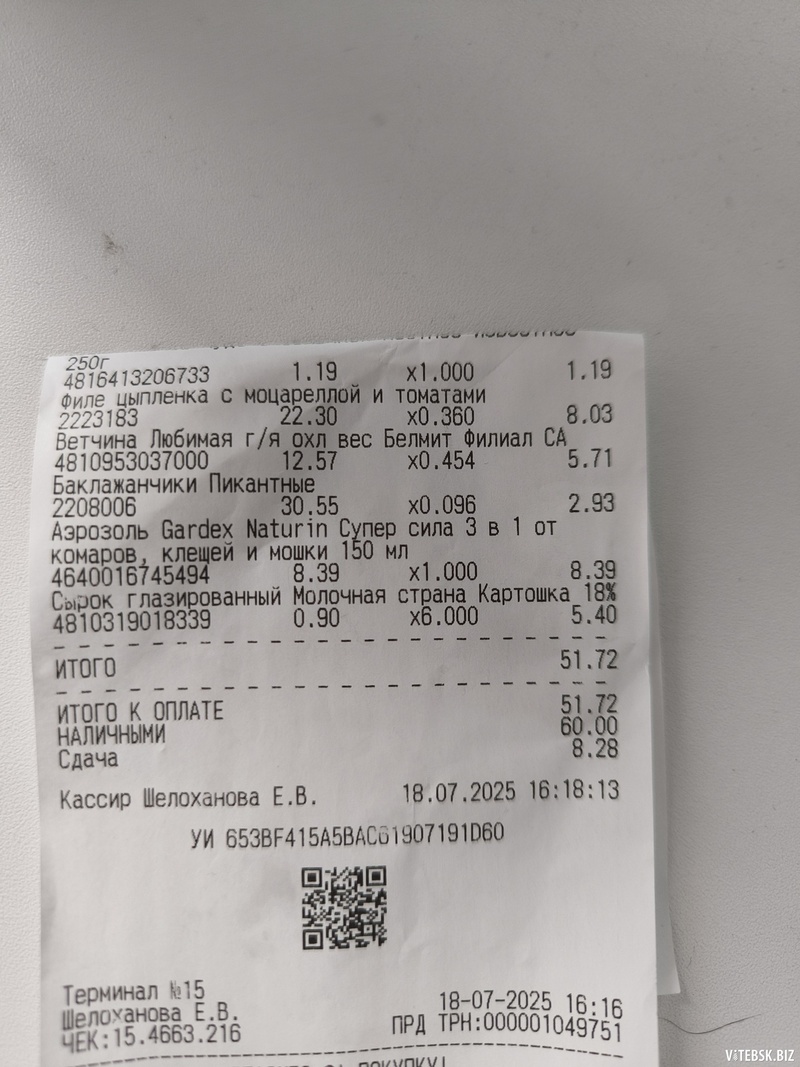 250г
4816413206733 1.19 x1.000 1.19
Филе цыпленка с моцареллой и томатами
2223183 22.30 x0.360 8.03
Ветчина Любимая г/я охл вес Белмит Филиал СА
4810953037000 12.57 x0.454 5.71
Баклажанчики Пикантные
2208006 30.55 x0.096 2.93
Аэрозоль Gardex Naturin Супер сила 3 в 1 от
комаров, клещей и мошки 150 мл
4640016745494 8.39 x1.000 8.39
Сырок глазированный Молочная страна Картошка 18%
4810319018339 0.90 x6.000 5.40
ИТОГО 51.72
ИТОГО К ОПЛАТЕ 51.72
НАЛИЧНЫМИ 60.00
Сдача 8.28
Кассир Шелоханова Е.В. 18.07.2025 16:18:13
УИ 653BF415A5BAC61907191D60
Терминал №15 18-07-2025 16:16
Шелоханова Е.В. ПРД ТРН:000001049751
ЧЕК:15.4663.216
ПОКУПКУ!
VITEBSK.BIZ